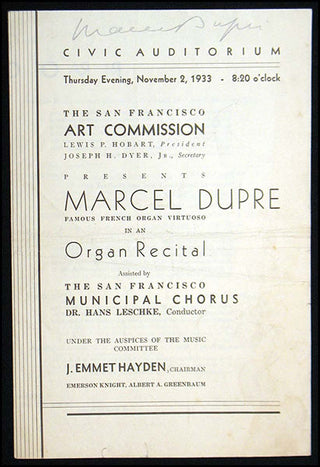 Marcel Dupré
CIVIC AUDITORIUM
Thursday Evening, November 2, 1933 - 8:20 o'clock
THE SAN FRANCISCO
ART COMMISSION
LEWIS P. HOBART, President
JOSEPH H. DYER, JR., Secretary
PRESENTS
MARCEL DUPRE
FAMOUS FRENCH ORGAN VIRTUOSO
IN AN
Organ Recital
Assisted by
THE SAN FRANCISCO
MUNICIPAL CHORUS
DR. HANS LESCHKE, Conductor
UNDER THE AUSPICES OF THE MUSIC
COMMITTEE
J. EMMET HAYDEN, CHAIRMAN
EMERSON KNIGHT, ALBERT A. GREENBAUM